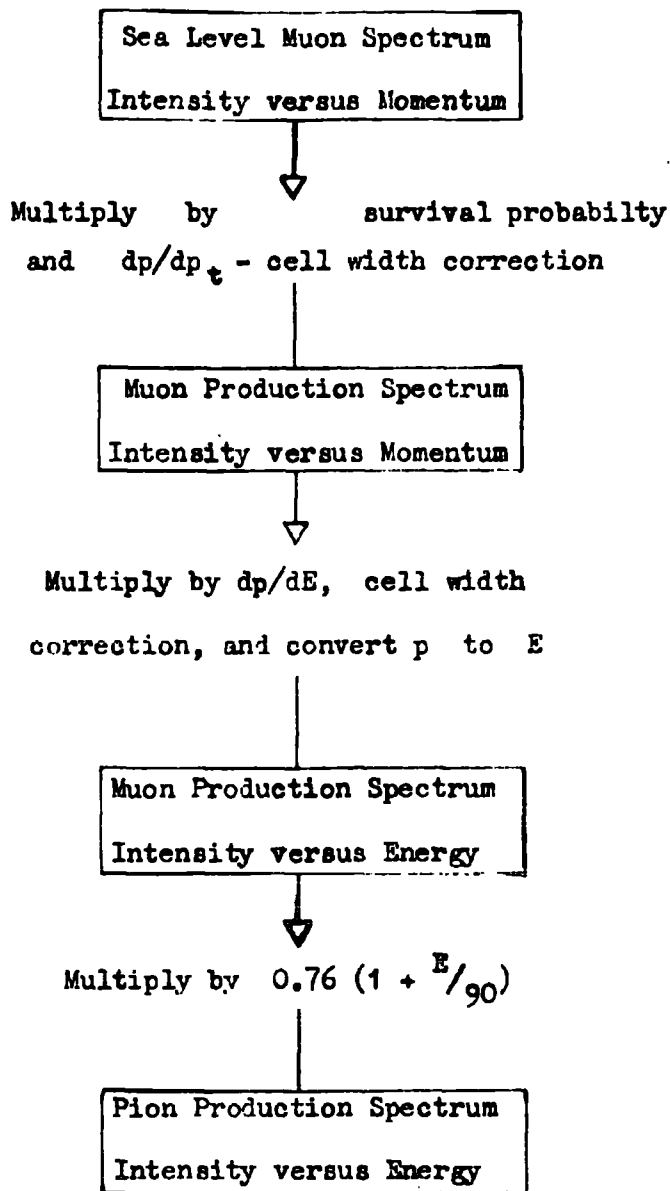 Sea Level Muon Spectrum
Intensity versus Momentum
Multiply by survival probabilty
and dp/dpt - cell width correction
Muon Production Spectrum
Intensity versus Momentum
Multiply by dp/dE, cell width
correction, and convert p to E
Muon Production Spectrum
Intensity versus Energy
Multiply by 0.76 (1 + E/90)
Pion Production Spectrum
Intensity versus Energy